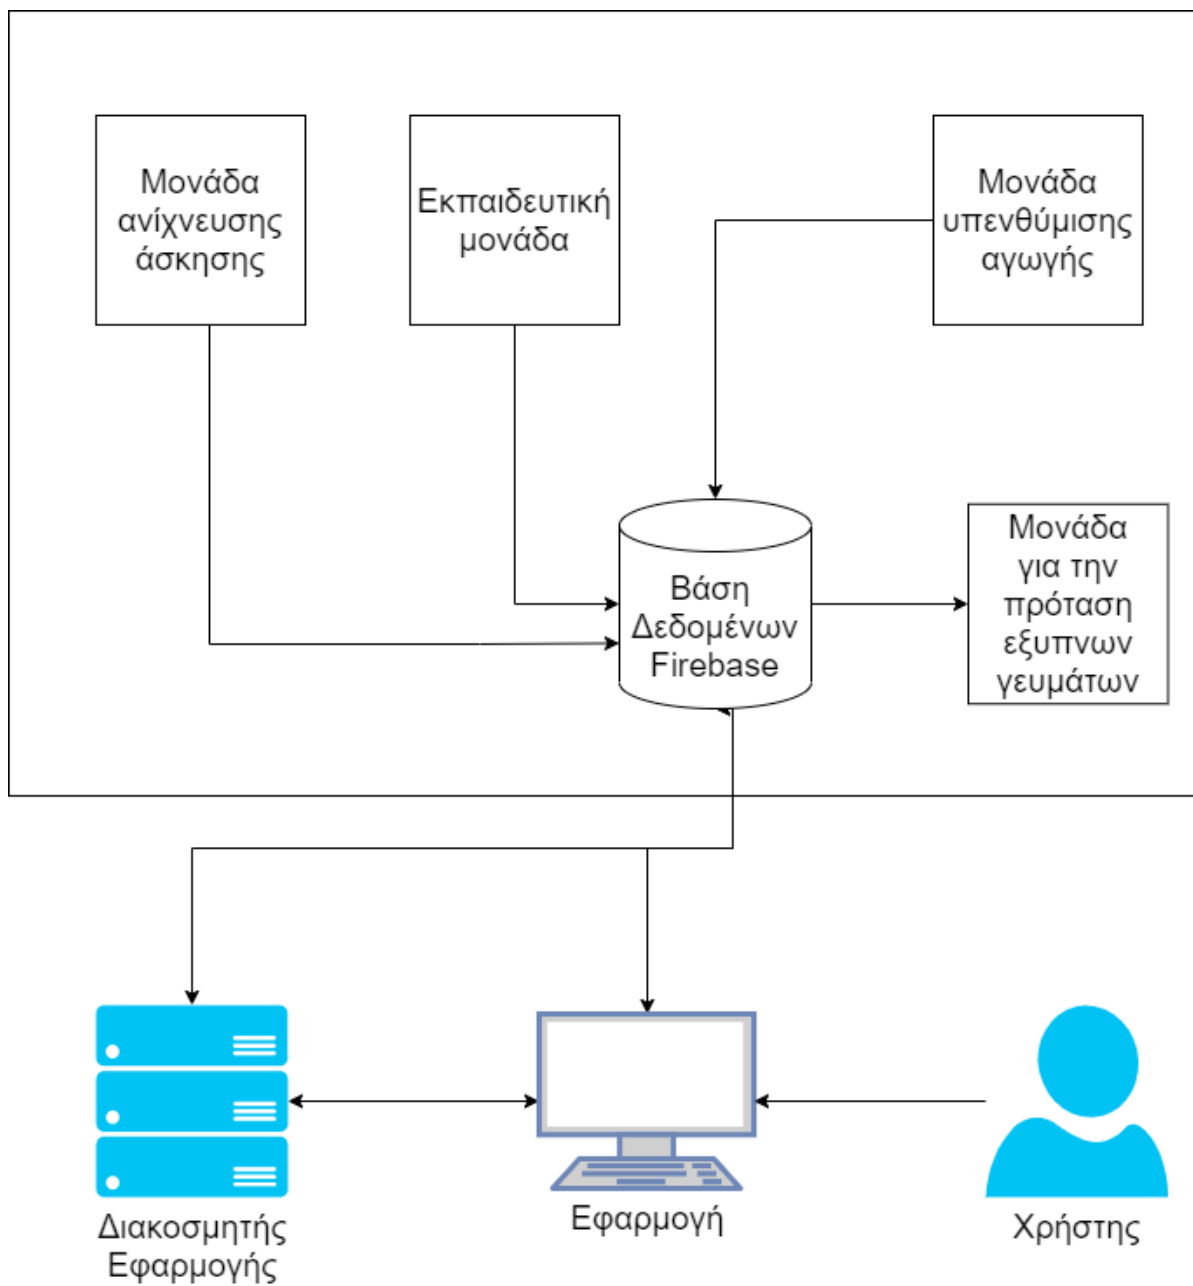 Μονάδα
ανίχνευσης
άσκησης
Εκπαιδευτική
μονάδα
Μονάδα
υπενθύμισης
αγωγής
Βάση
Δεδομένων
Firebase
Μονάδα
για την
πρόταση
εξυπνων
γευμάτων
Διακοσμητής
Εφαρμογής
Εφαρμογή
Χρήστης